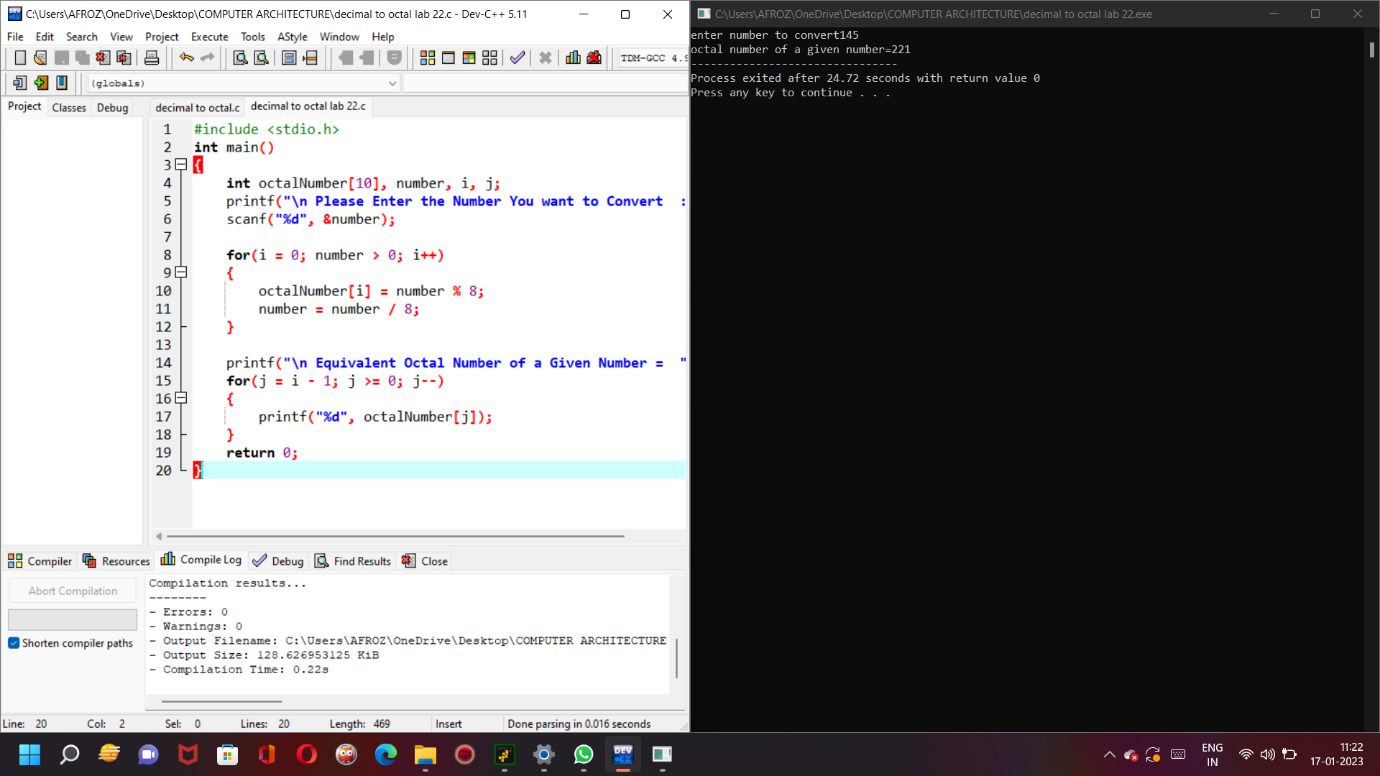 C:\Users\AFROZ\OneDrive\Desktop\COMPUTER ARCHITECTURE\decimal to octal lab 22.c - Dev-C++ 5.11
File Edit Search View Project Execute Tools AStyle Window Help
TDM-GCC 4.9
(globals)
Project Classes Debug
decimal to octal.c decimal to octal lab 22.c
1 #include <stdio.h>
2 int main()
3 {
4 int octalNumber[10], number, i, j;
5 printf("\n Please Enter the Number You want to Convert  :
6 scanf("%d", &number);
7
8 for(i = 0; number > 0; i++)
9 {
10 octalNumber[i] = number % 8;
11 number = number / 8;
12 }
13
14 printf("\n Equivalent Octal Number of a Given Number =  "
15 for(j = i - 1; j >= 0; j--)
16 {
17 printf("%d", octalNumber[j]);
18 }
19 return 0;
20 }
Compiler Resources Compile Log Debug Find Results Close
Abort Compilation
Shorten compiler paths
Compilation results...
--------
- Errors: 0
- Warnings: 0
- Output Filename: C:\Users\AFROZ\OneDrive\Desktop\COMPUTER ARCHITECTURE
- Output Size: 128.626953125 KiB
- Compilation Time: 0.22s
Line: 20 Col: 2 Sel: 0 Lines: 20 Length: 469 Insert Done parsing in 0.016 seconds
C:\Users\AFROZ\OneDrive\Desktop\COMPUTER ARCHITECTURE\decimal to octal lab 22.exe
enter number to convert145
octal number of a given number=221
--------------------------------
Process exited after 24.72 seconds with return value 0
Press any key to continue . . .
DEV
ENG
IN
11:22
17-01-2023